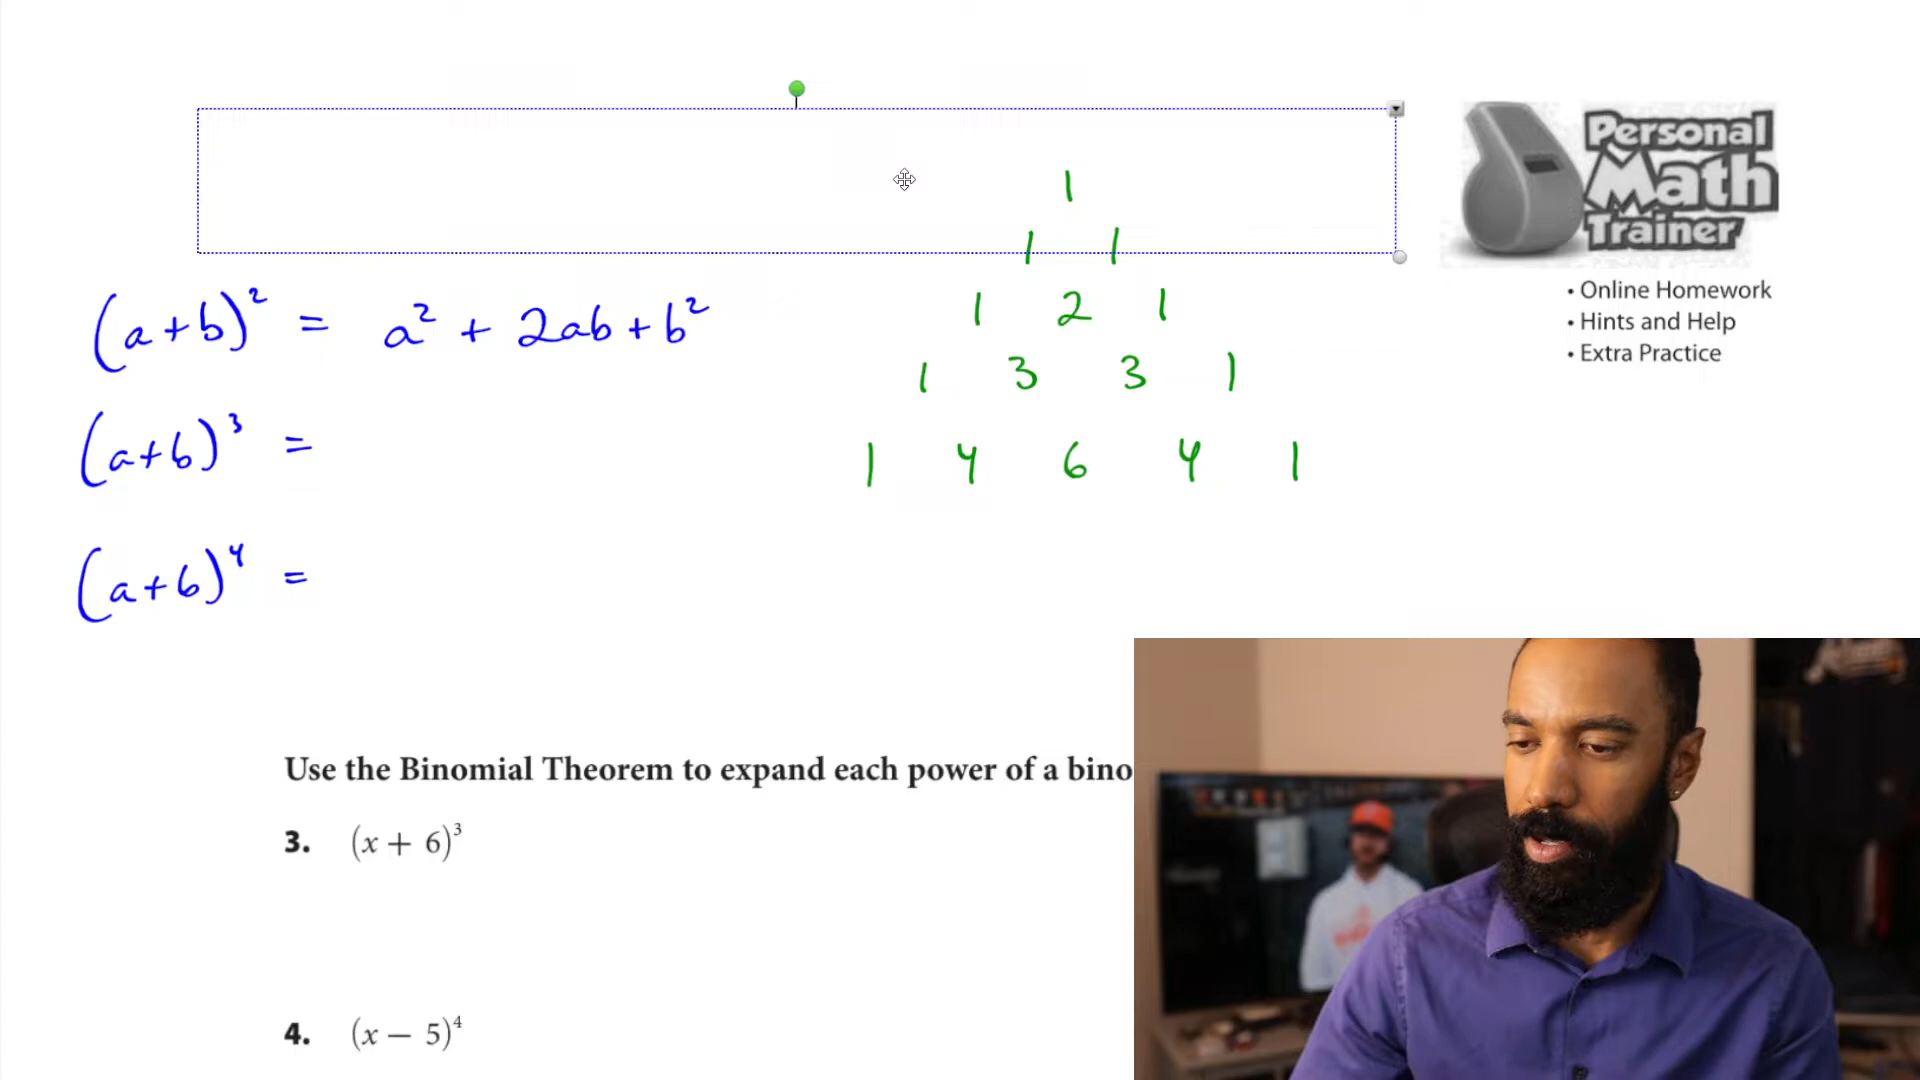 1
1 1
(a+b)² = a² + 2ab + b²
1 2 1
1 3 3 1
(a+b)³ =
1 4 6 4 1
(a+b)⁴ =
Personal
Math
Trainer
• Online Homework
• Hints and Help
• Extra Practice
Use the Binomial Theorem to expand each power of a bino
3. (x + 6)³
4. (x − 5)⁴